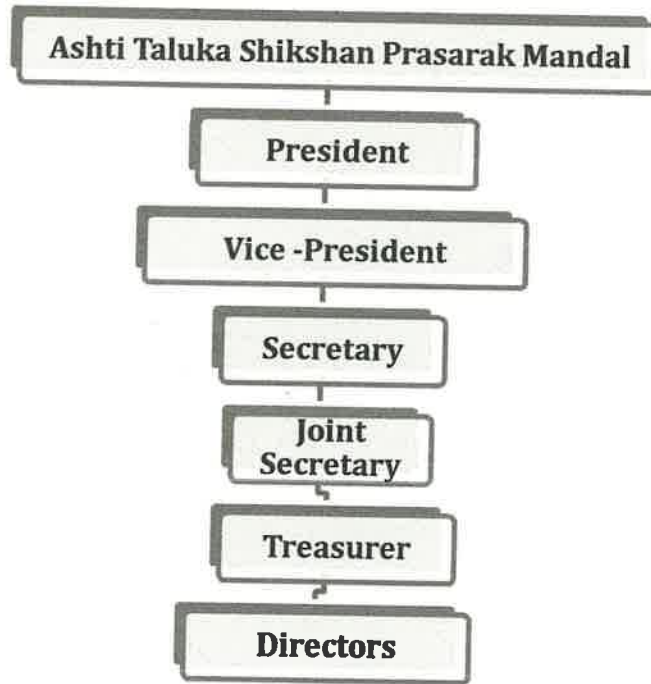 Ashti Taluka Shikshan Prasarak Mandal
President
Vice -President
Secretary
Joint
Secretary
Treasurer
Directors